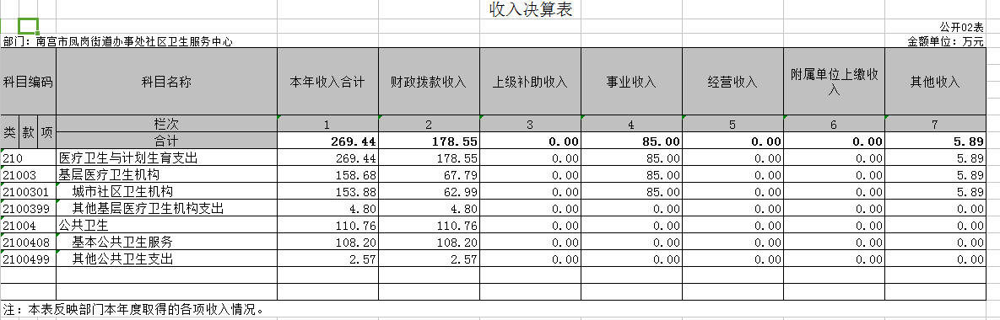 收入决算表
公开02表
部门：南宫市凤岗街道办事处社区卫生服务中心 金额单位：万元
科目编码 科目名称 本年收入合计 财政拨款收入 上级补助收入 事业收入 经营收入 附属单位上缴收入 其他收入
类 款 项 栏次 1 2 3 4 5 6 7
合计 269.44 178.55 0.00 85.00 0.00 0.00 5.89
210 医疗卫生与计划生育支出 269.44 178.55 0.00 85.00 0.00 0.00 5.89
21003 基层医疗卫生机构 158.68 67.79 0.00 85.00 0.00 0.00 5.89
2100301 城市社区卫生机构 153.88 62.99 0.00 85.00 0.00 0.00 5.89
2100399 其他基层医疗卫生机构支出 4.80 4.80 0.00 0.00 0.00 0.00 0.00
21004 公共卫生 110.76 110.76 0.00 0.00 0.00 0.00 0.00
2100408 基本公共卫生服务 108.20 108.20 0.00 0.00 0.00 0.00 0.00
2100499 其他公共卫生支出 2.57 2.57 0.00 0.00 0.00 0.00 0.00
注：本表反映部门本年度取得的各项收入情况。